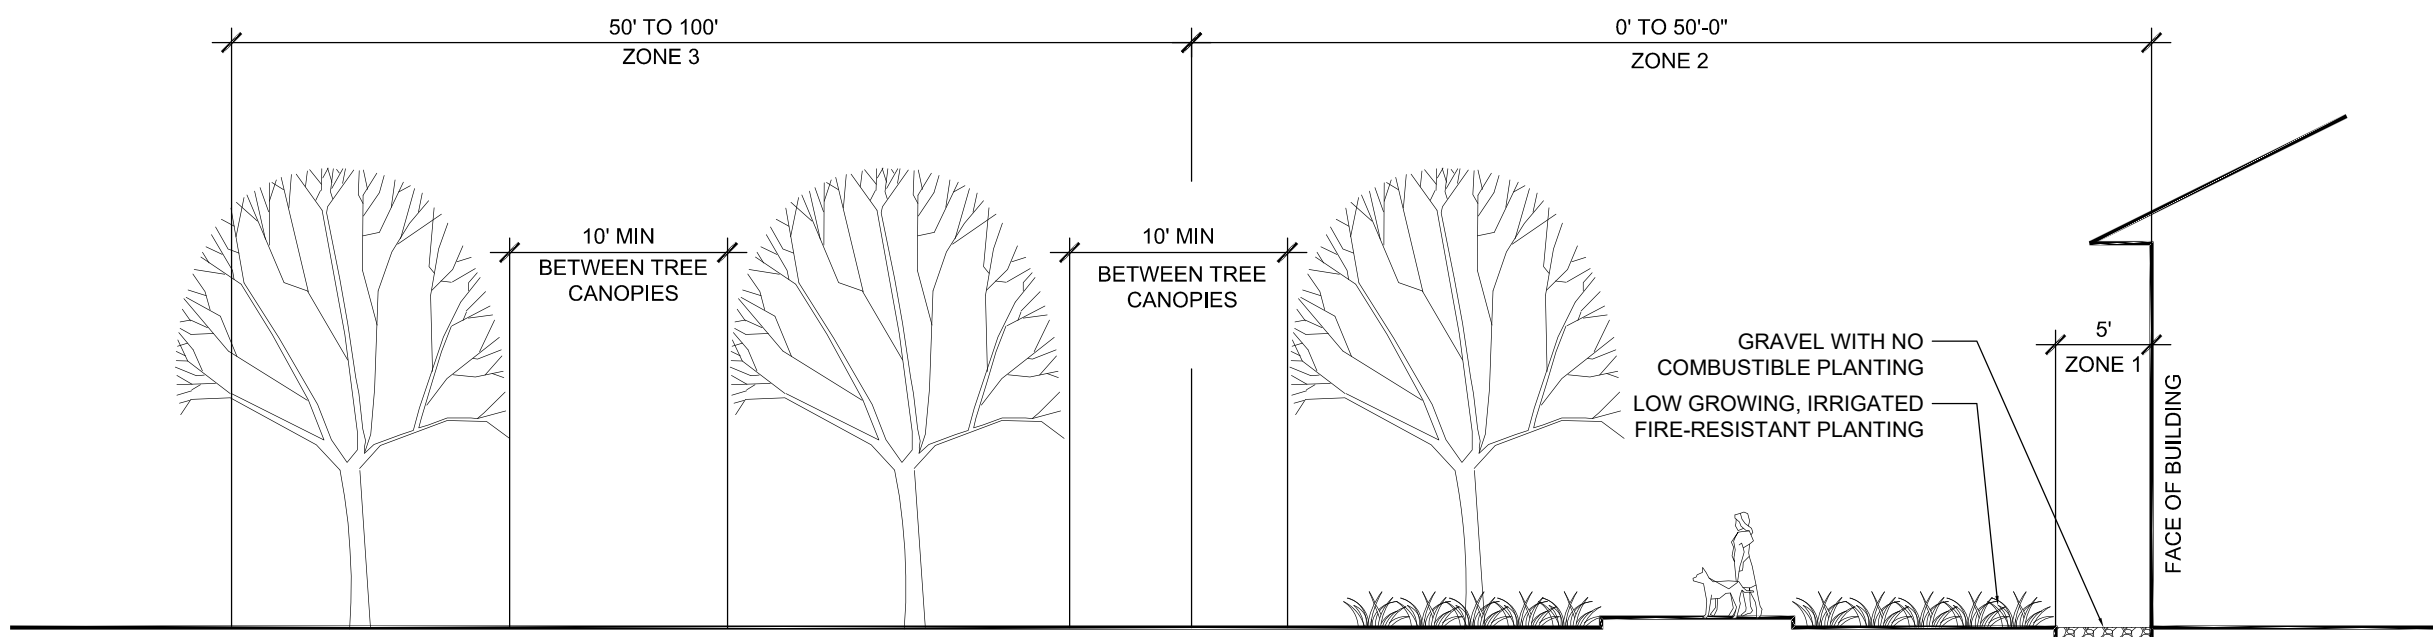 50' TO 100'
ZONE 3
0' TO 50'-0"
ZONE 2
10' MIN
BETWEEN TREE
CANOPIES
10' MIN
BETWEEN TREE
CANOPIES
GRAVEL WITH NO
COMBUSTIBLE PLANTING
LOW GROWING, IRRIGATED
FIRE-RESISTANT PLANTING
5'
ZONE 1
FACE OF BUILDING